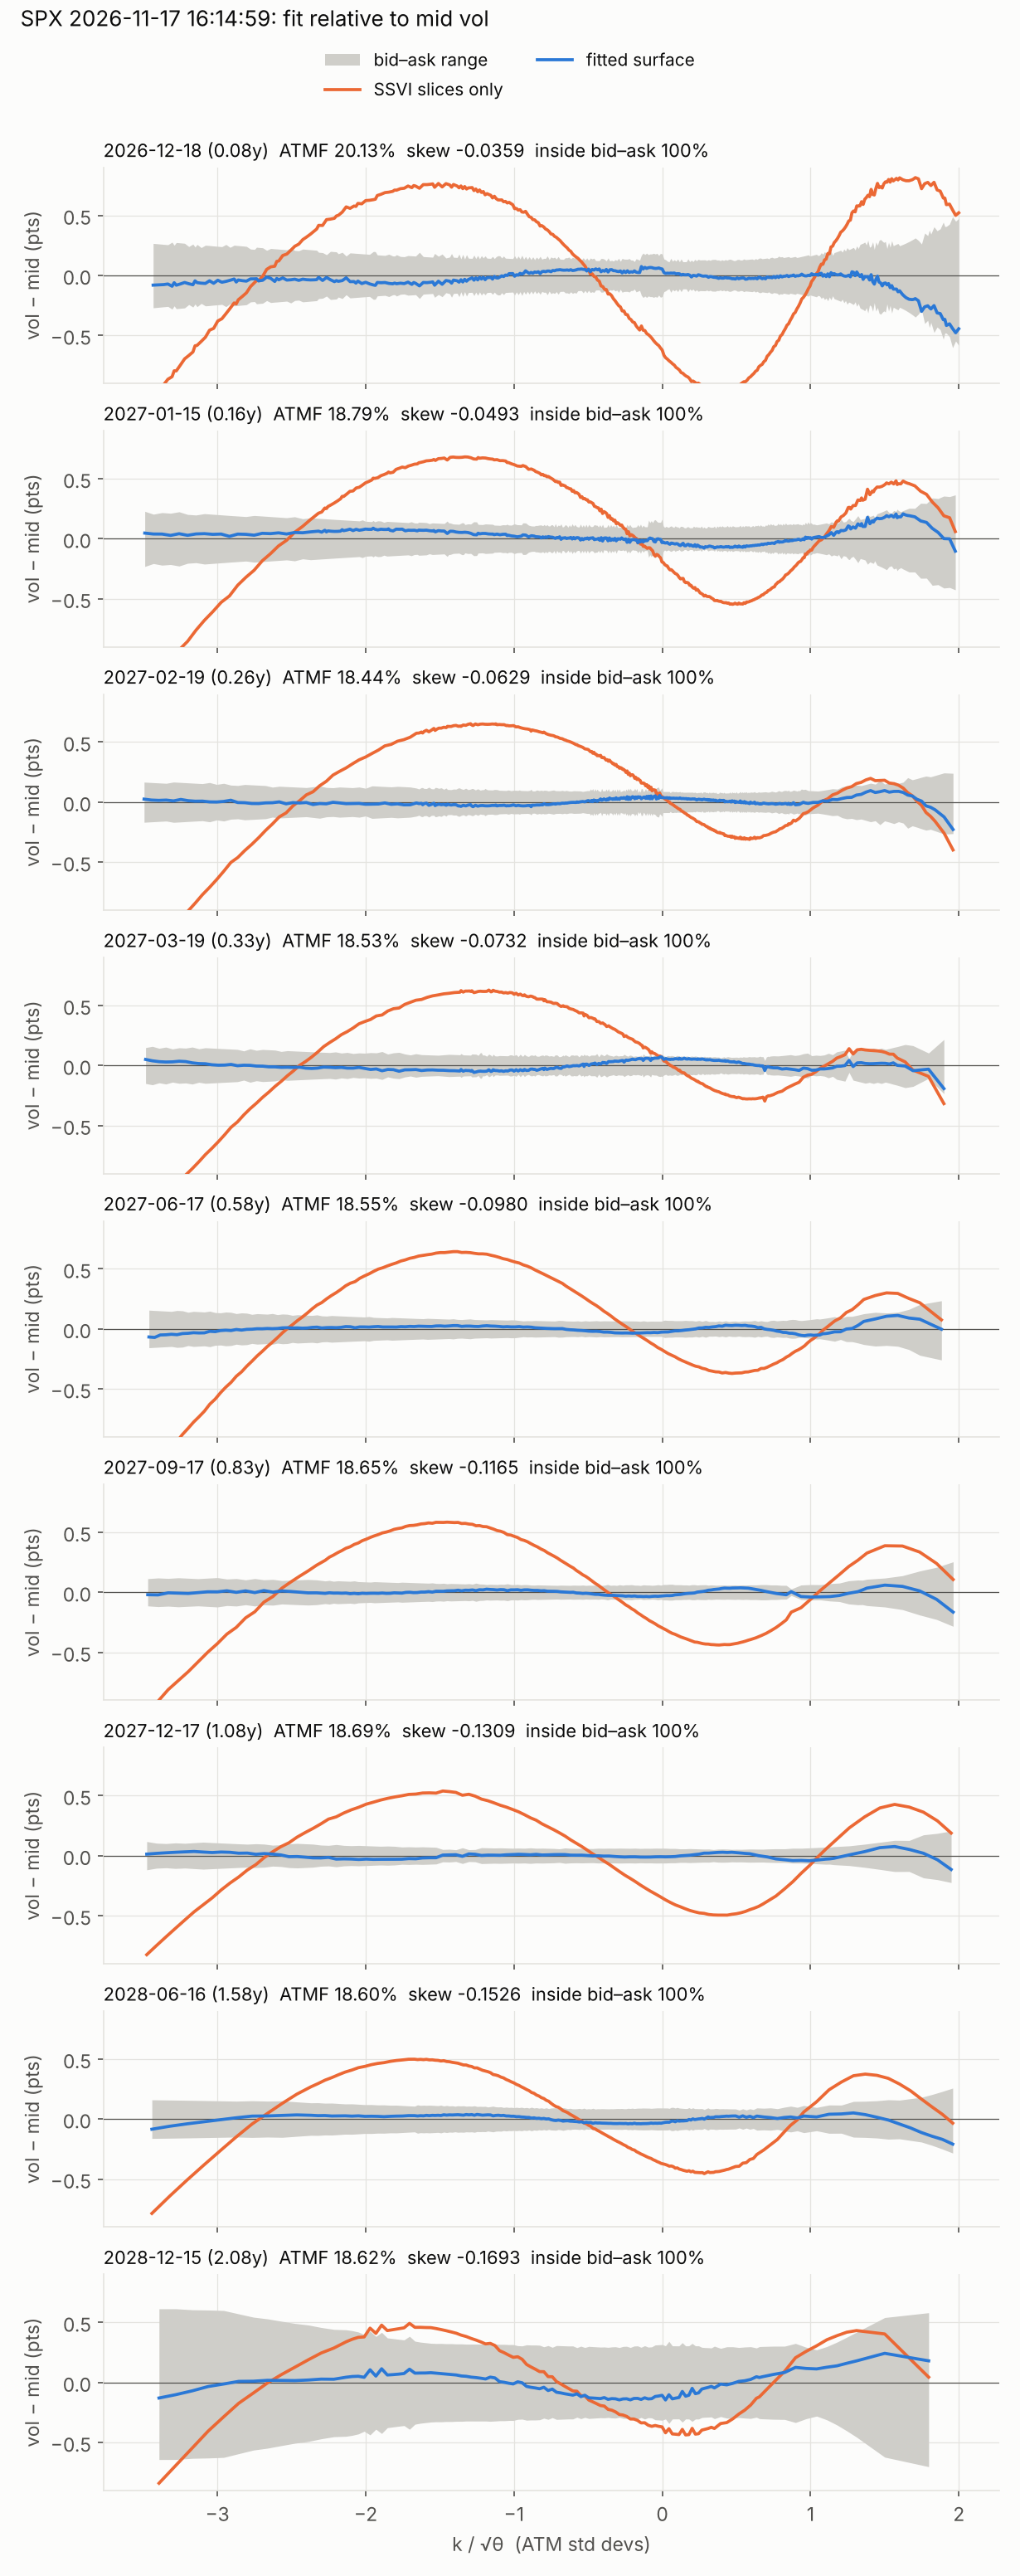 SPX 2026-11-17 16:14:59: fit relative to mid vol
bid–ask range
fitted surface
SSVI slices only
2026-12-18 (0.08y)  ATMF 20.13%  skew -0.0359  inside bid–ask 100%
vol − mid (pts)
0.5
0.0
−0.5
2027-01-15 (0.16y)  ATMF 18.79%  skew -0.0493  inside bid–ask 100%
vol − mid (pts)
0.5
0.0
−0.5
2027-02-19 (0.26y)  ATMF 18.44%  skew -0.0629  inside bid–ask 100%
vol − mid (pts)
0.5
0.0
−0.5
2027-03-19 (0.33y)  ATMF 18.53%  skew -0.0732  inside bid–ask 100%
vol − mid (pts)
0.5
0.0
−0.5
2027-06-17 (0.58y)  ATMF 18.55%  skew -0.0980  inside bid–ask 100%
vol − mid (pts)
0.5
0.0
−0.5
2027-09-17 (0.83y)  ATMF 18.65%  skew -0.1165  inside bid–ask 100%
vol − mid (pts)
0.5
0.0
−0.5
2027-12-17 (1.08y)  ATMF 18.69%  skew -0.1309  inside bid–ask 100%
vol − mid (pts)
0.5
0.0
−0.5
2028-06-16 (1.58y)  ATMF 18.60%  skew -0.1526  inside bid–ask 100%
vol − mid (pts)
0.5
0.0
−0.5
2028-12-15 (2.08y)  ATMF 18.62%  skew -0.1693  inside bid–ask 100%
vol − mid (pts)
0.5
0.0
−0.5
−3 −2 −1 0 1 2
k / √θ  (ATM std devs)